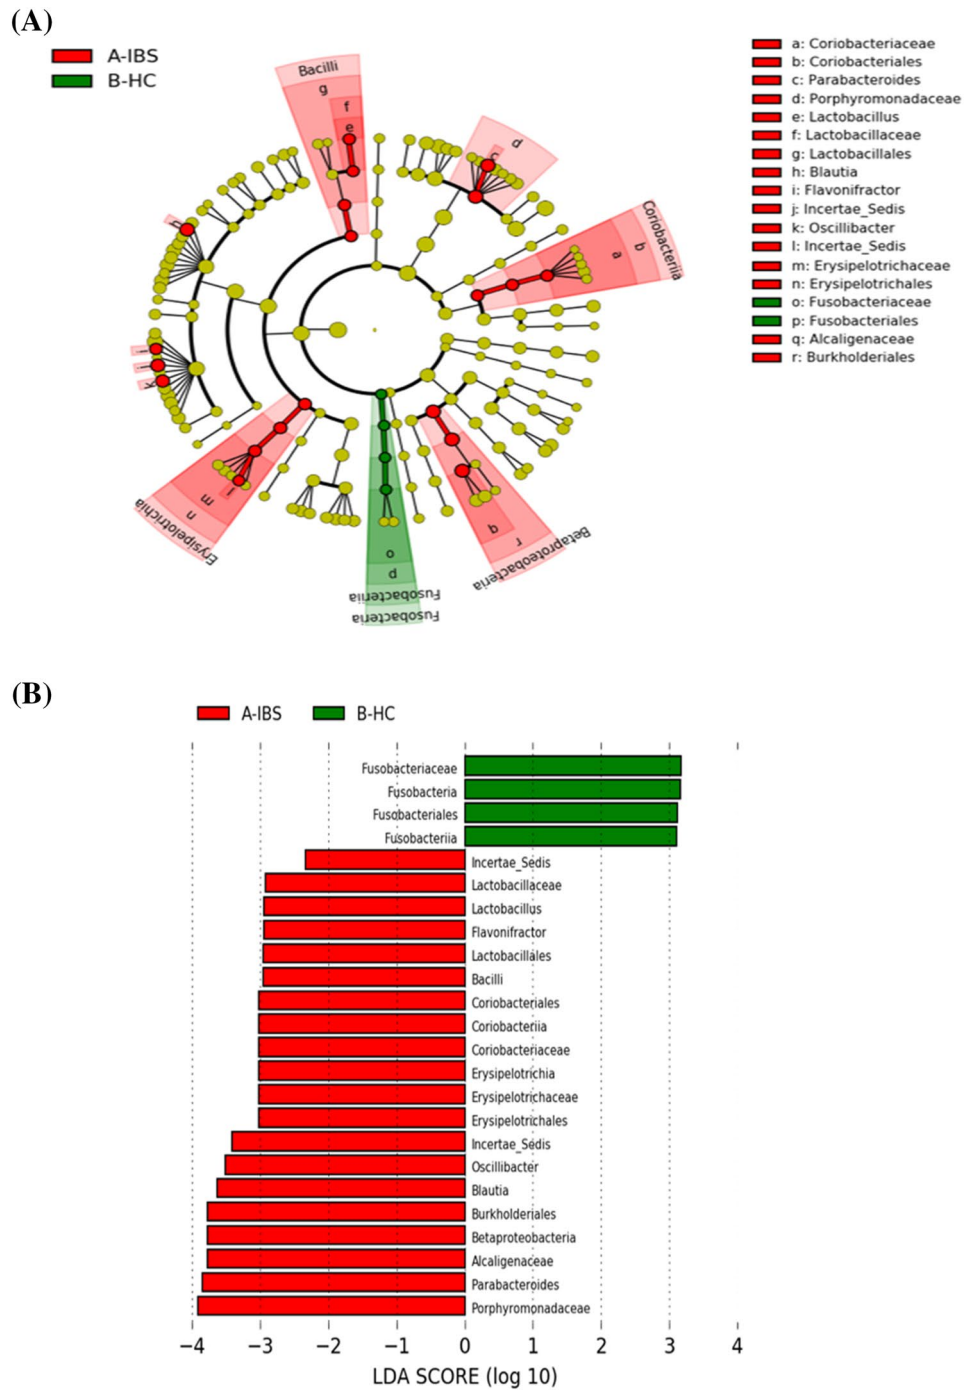 (A)
A-IBS
B-HC
a: Coriobacteriaceae
b: Coriobacteriales
c: Parabacteroides
d: Porphyromonadaceae
e: Lactobacillus
f: Lactobacillaceae
g: Lactobacillales
h: Blautia
i: Flavonifractor
j: Incertae_Sedis
k: Oscillibacter
l: Incertae_Sedis
m: Erysipelotrichaceae
n: Erysipelotrichales
o: Fusobacteriaceae
p: Fusobacteriales
q: Alcaligenaceae
r: Burkholderiales
Bacilli
g
f
e
d
c
Coriobacteriia
b
a
h
i
j
k
l
m
n
Erysipelotrichia
o
p
Fusobacteriia
Fusobacteria
q
r
Betaproteobacteria
(B)
A-IBS
B-HC
Fusobacteriaceae
Fusobacteria
Fusobacteriales
Fusobacteriia
Incertae_Sedis
Lactobacillaceae
Lactobacillus
Flavonifractor
Lactobacillales
Bacilli
Coriobacteriales
Coriobacteriia
Coriobacteriaceae
Erysipelotrichia
Erysipelotrichaceae
Erysipelotrichales
Incertae_Sedis
Oscillibacter
Blautia
Burkholderiales
Betaproteobacteria
Alcaligenaceae
Parabacteroides
Porphyromonadaceae
−4 −3 −2 −1 0 1 2 3 4
LDA SCORE (log 10)